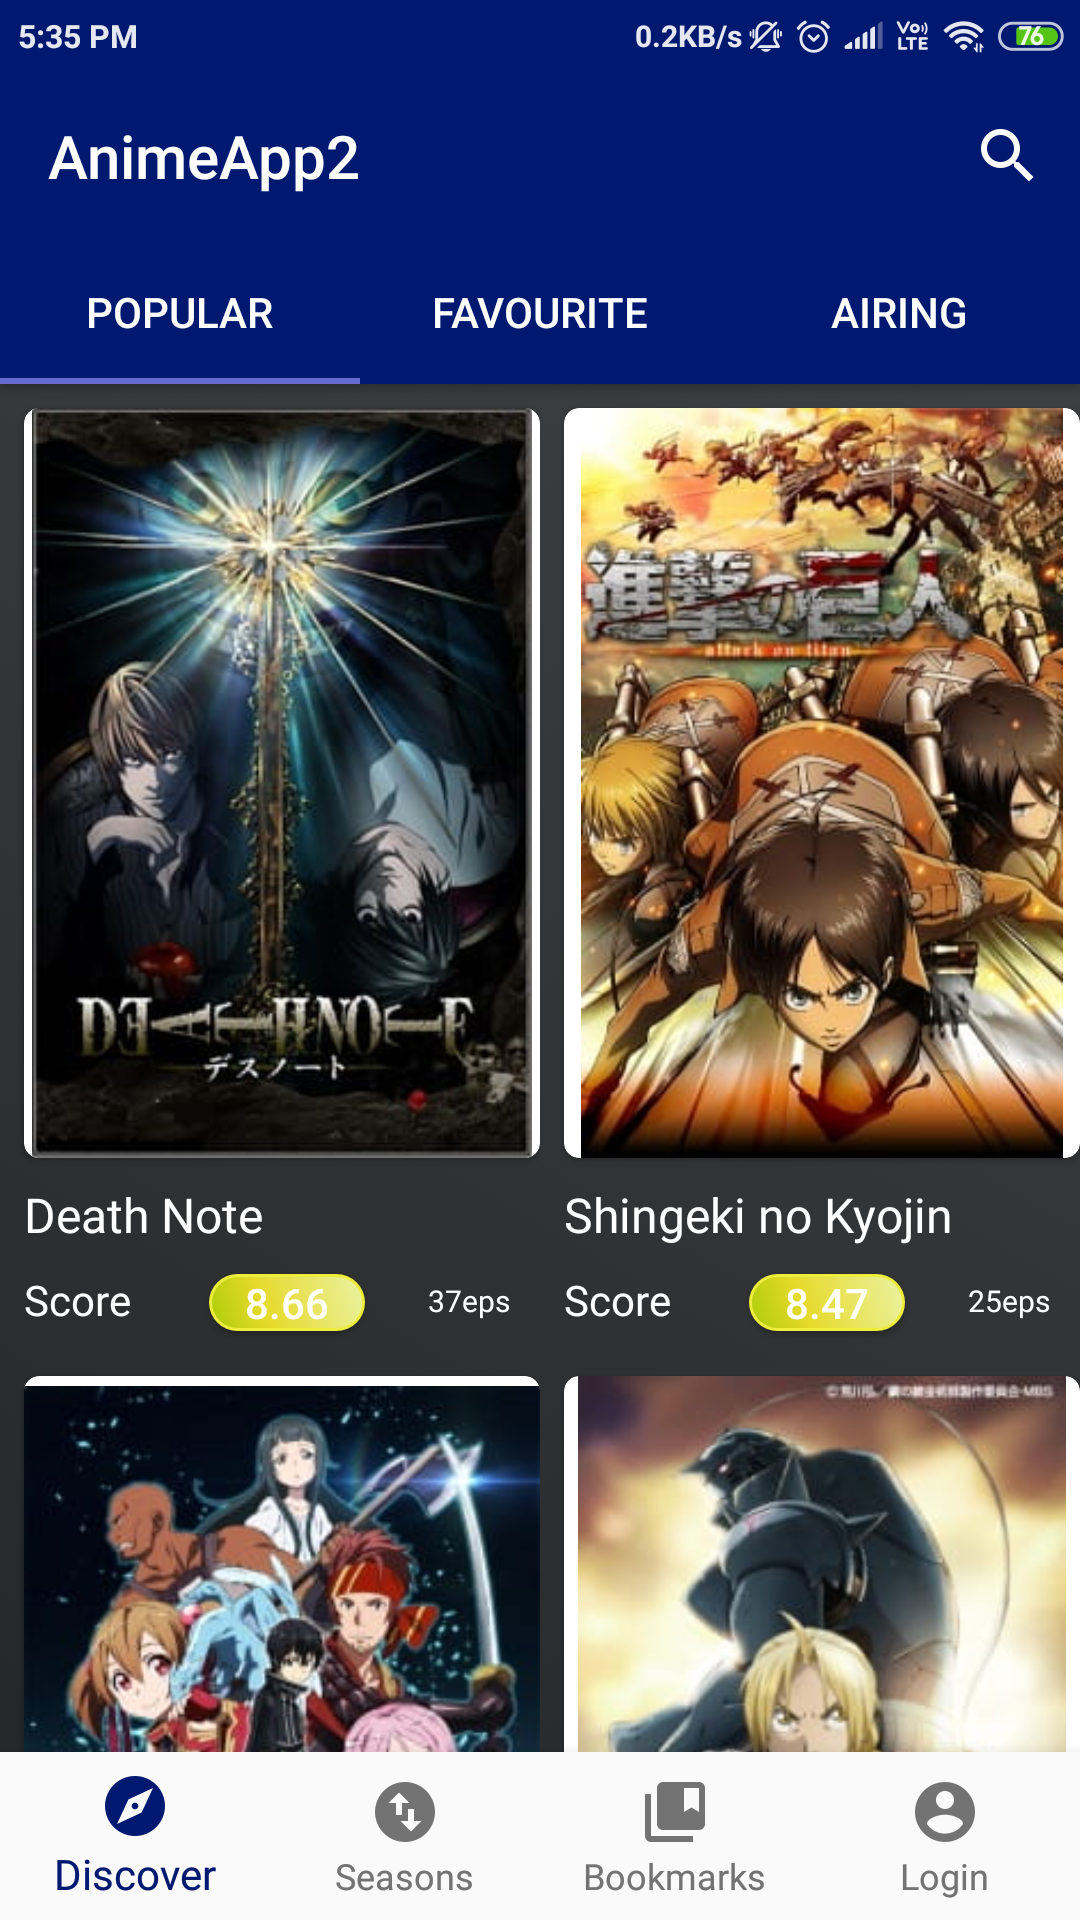 5:35 PM
0.2KB/s
Vo))
LTE
76
AnimeApp2
POPULAR
FAVOURITE
AIRING
進撃の巨人
attack on titan
DEATH NOTE
デスノート
Death Note
Shingeki no Kyojin
Score
8.66
37eps
Score
8.47
25eps
Discover
Seasons
Bookmarks
Login